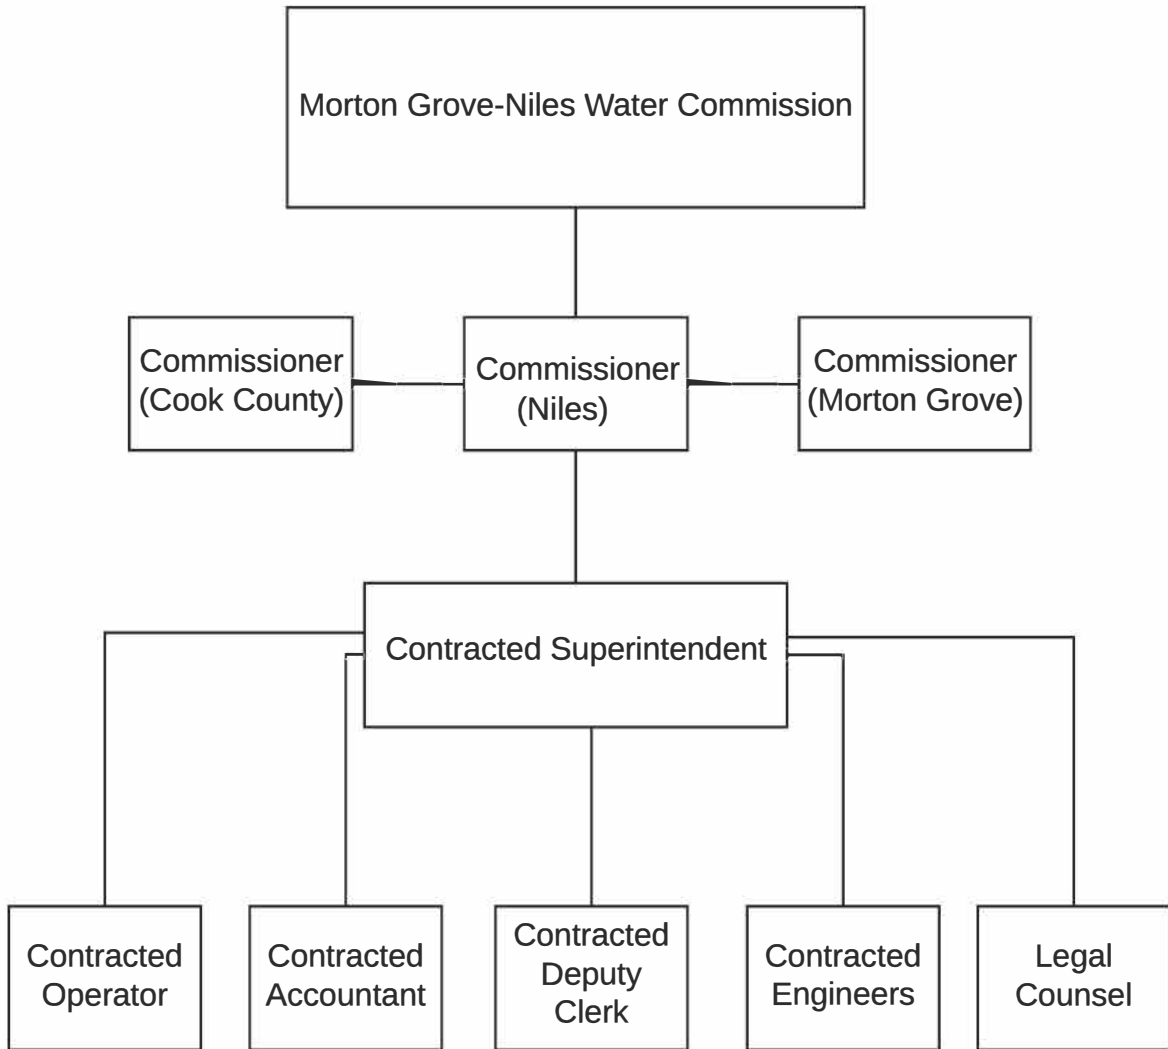 Morton Grove-Niles Water Commission
Commissioner
(Cook County)
Commissioner
(Niles)
Commissioner
(Morton Grove)
Contracted Superintendent
Contracted
Operator
Contracted
Accountant
Contracted
Deputy
Clerk
Contracted
Engineers
Legal
Counsel